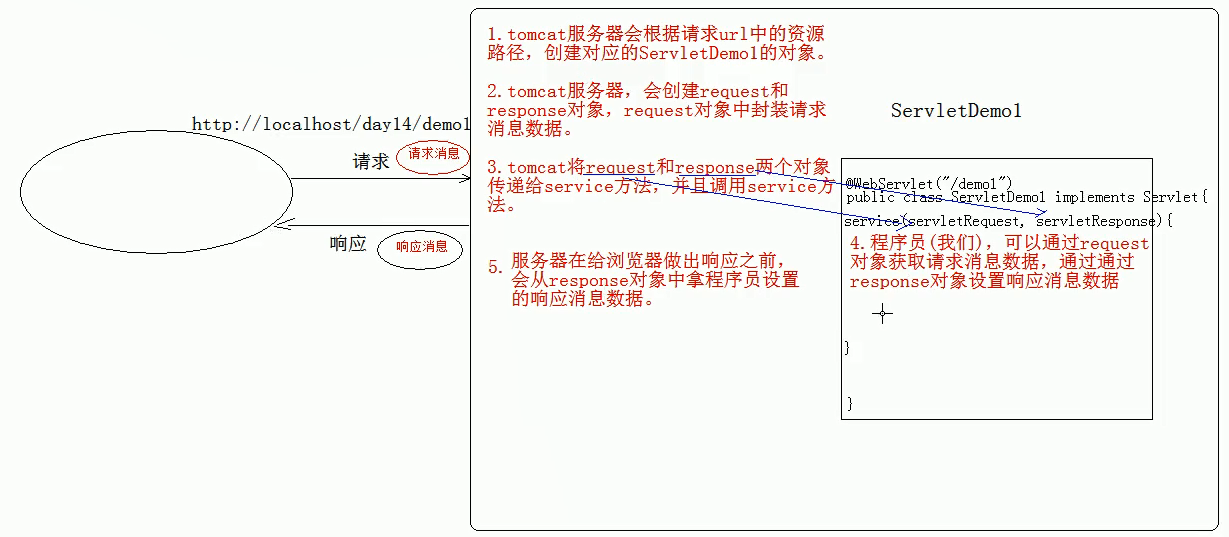 http://localhost/day14/demo1
请求
请求消息
响应
响应消息
1.tomcat服务器会根据请求url中的资源
路径，创建对应的ServletDemo1的对象。
2.tomcat服务器，会创建request和
response对象，request对象中封装请求
消息数据。
3.tomcat将request和response两个对象
传递给service方法，并且调用service方
法。
5.服务器在给浏览器做出响应之前，
会从response对象中拿程序员设置
的响应消息数据。
ServletDemo1
@WebServlet("/demo1")
public class ServletDemo1 implements Servlet{
service(servletRequest, servletResponse){
4.程序员(我们)，可以通过request
对象获取请求消息数据，通过通过
response对象设置响应消息数据
}
}